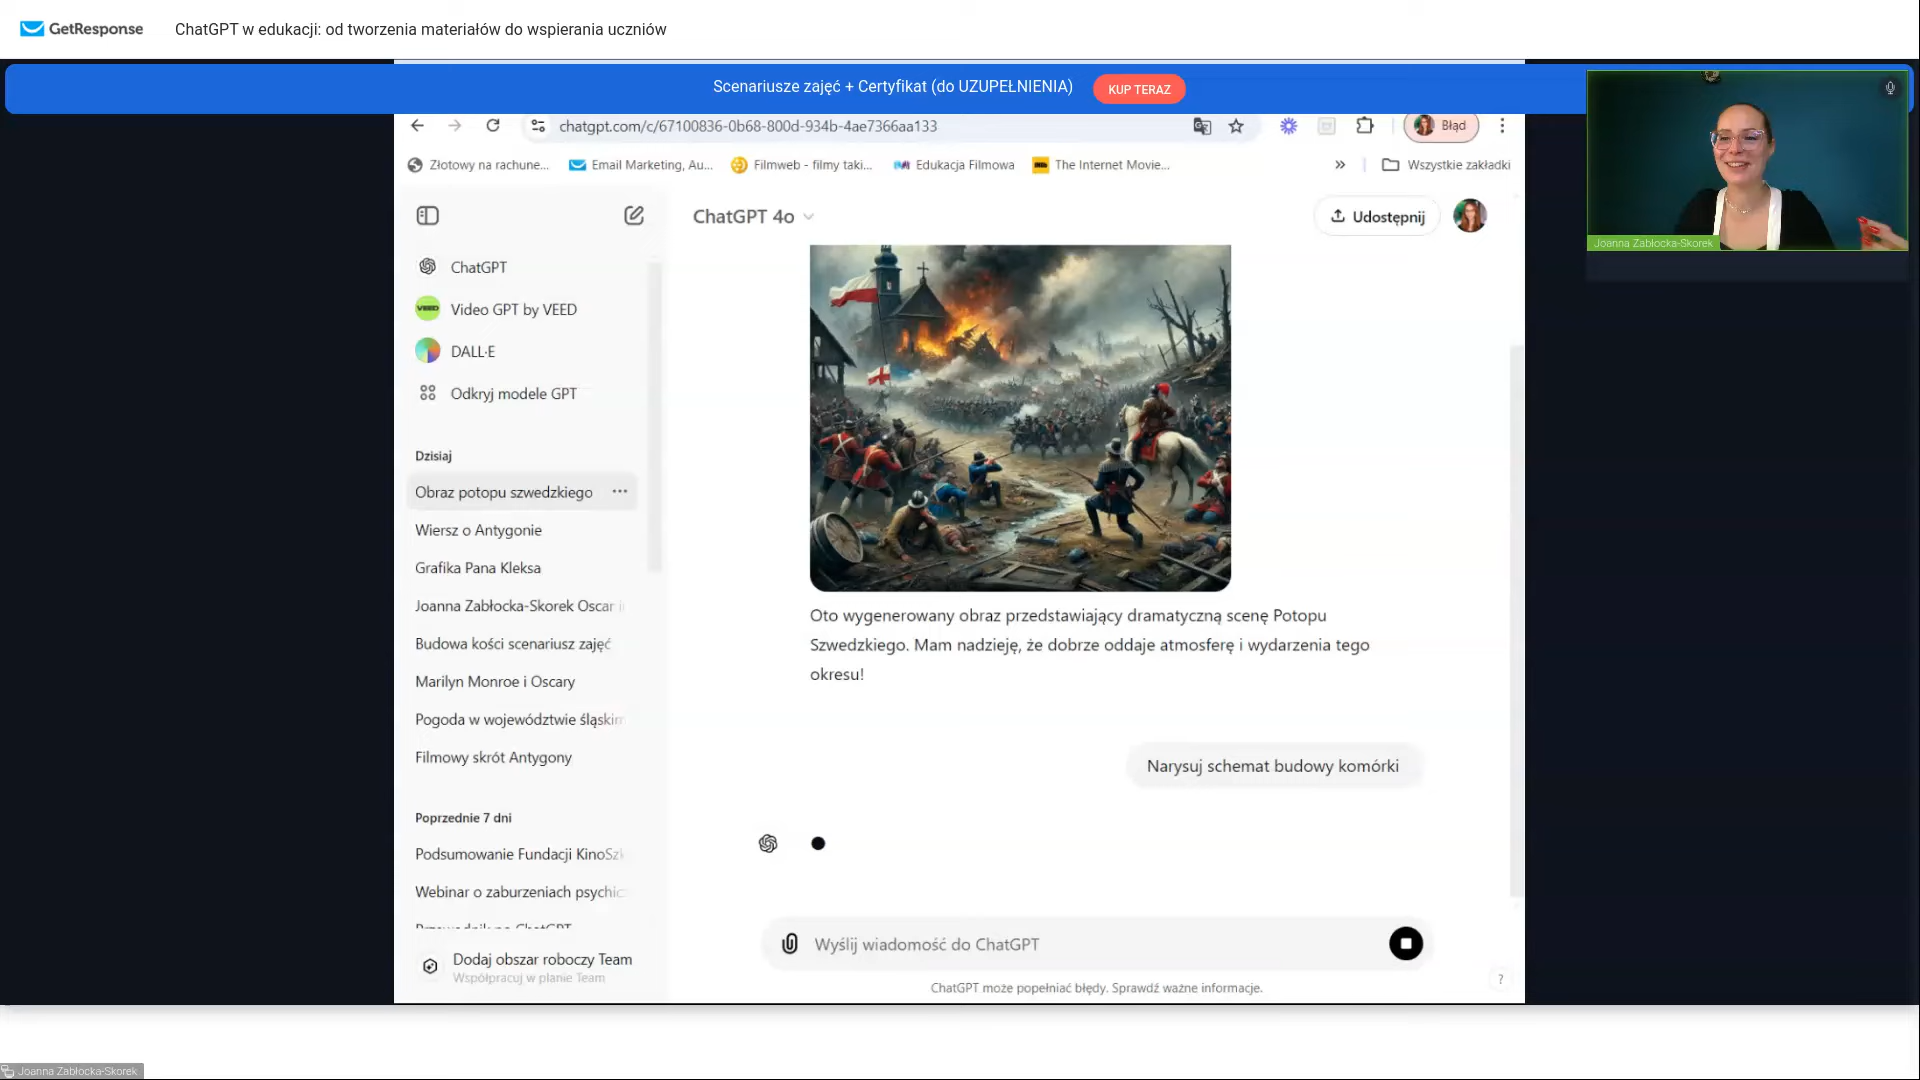 GetResponse
ChatGPT w edukacji: od tworzenia materiałów do wspierania uczniów
Scenariusze zajęć + Certyfikat (do UZUPEŁNIENIA)
KUP TERAZ
chatgpt.com/c/67100836-0b68-800d-934b-4ae7366aa133
Błąd
Złotowy na rachune...
Email Marketing, Au...
Filmweb - filmy taki...
Edukacja Filmowa
The Internet Movie...
»
Wszystkie zakładki
Joanna Zabłocka-Skorek
ChatGPT
VEED
Video GPT by VEED
DALL·E
Odkryj modele GPT
Dzisiaj
Obraz potopu szwedzkiego
Wiersz o Antygonie
Grafika Pana Kleksa
Joanna Zabłocka-Skorek Oscar i
Budowa kości scenariusz zajęć
Marilyn Monroe i Oscary
Pogoda w województwie śląskim
Filmowy skrót Antygony
Poprzednie 7 dni
Podsumowanie Fundacji KinoSzk
Webinar o zaburzeniach psychic
Przewodnik po ChatGPT
Dodaj obszar roboczy Team
Współpracuj w planie Team
ChatGPT 4o
Udostępnij
Oto wygenerowany obraz przedstawiający dramatyczną scenę Potopu
Szwedzkiego. Mam nadzieję, że dobrze oddaje atmosferę i wydarzenia tego
okresu!
Narysuj schemat budowy komórki
Wyślij wiadomość do ChatGPT
ChatGPT może popełniać błędy. Sprawdź ważne informacje.
?
Joanna Zabłocka-Skorek